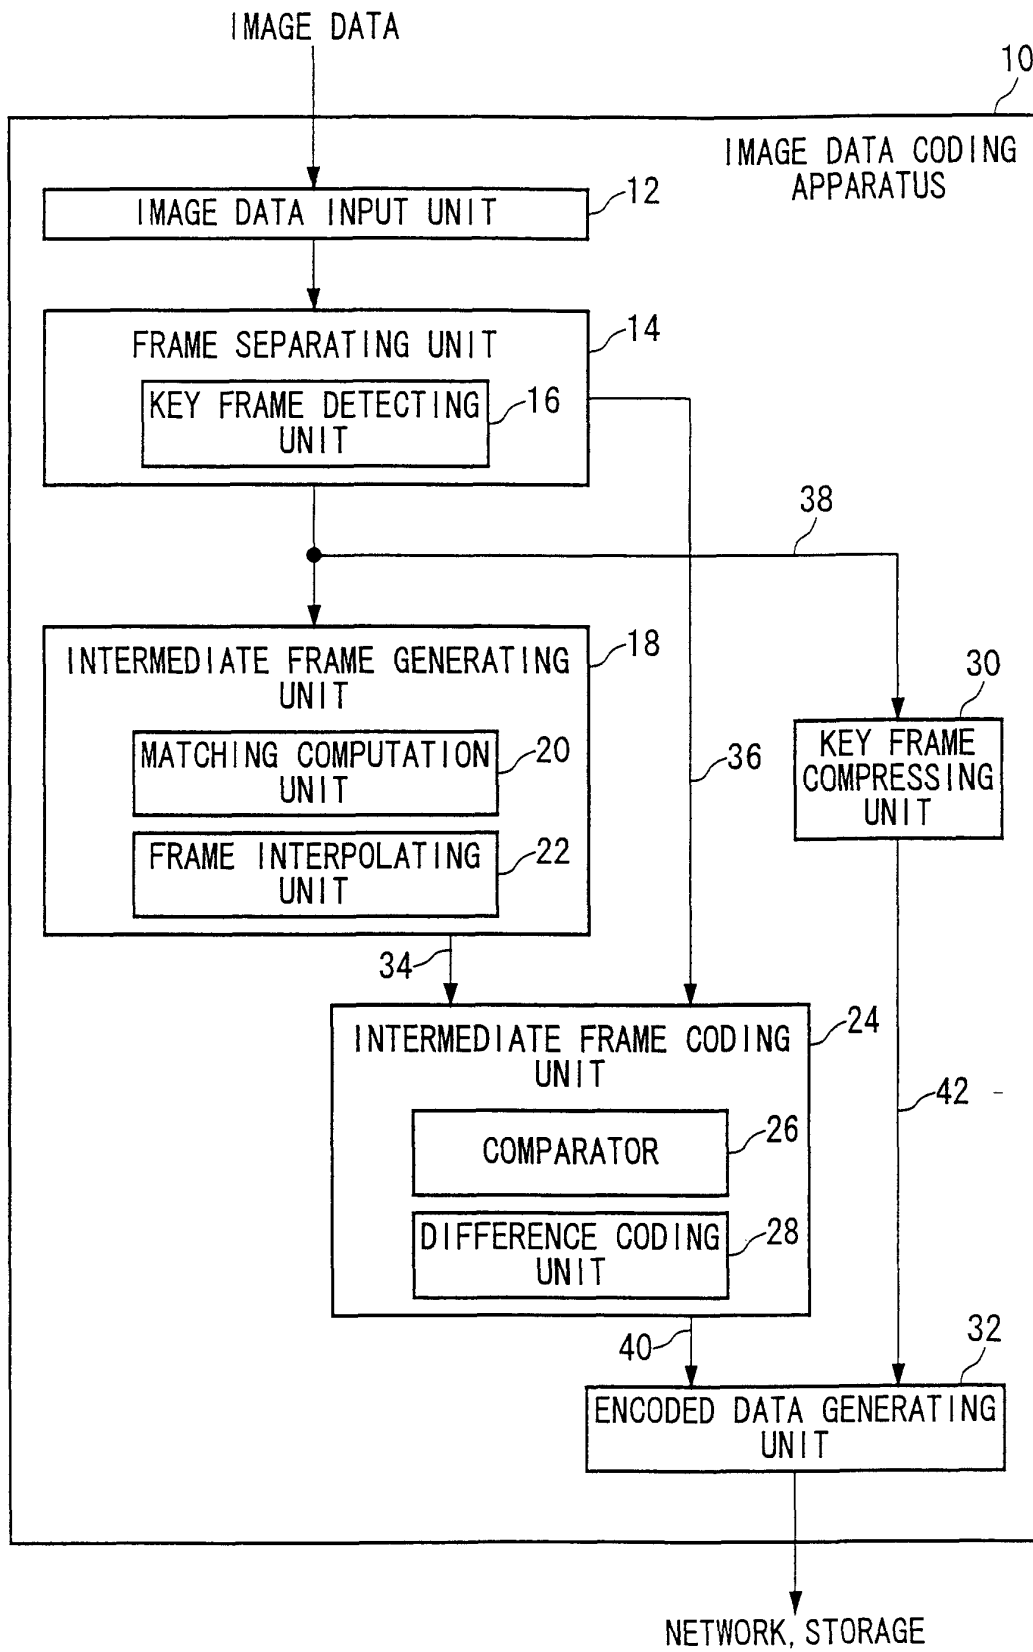 IMAGE DATA
10
IMAGE DATA CODING
APPARATUS
12
IMAGE DATA INPUT UNIT
14
FRAME SEPARATING UNIT
16
KEY FRAME DETECTING
UNIT
38
18
INTERMEDIATE FRAME GENERATING
UNIT
30
KEY FRAME
COMPRESSING
UNIT
20
MATCHING COMPUTATION
UNIT
36
22
FRAME INTERPOLATING
UNIT
34
24
INTERMEDIATE FRAME CODING
UNIT
42
26
COMPARATOR
28
DIFFERENCE CODING
UNIT
40
32
ENCODED DATA GENERATING
UNIT
NETWORK, STORAGE